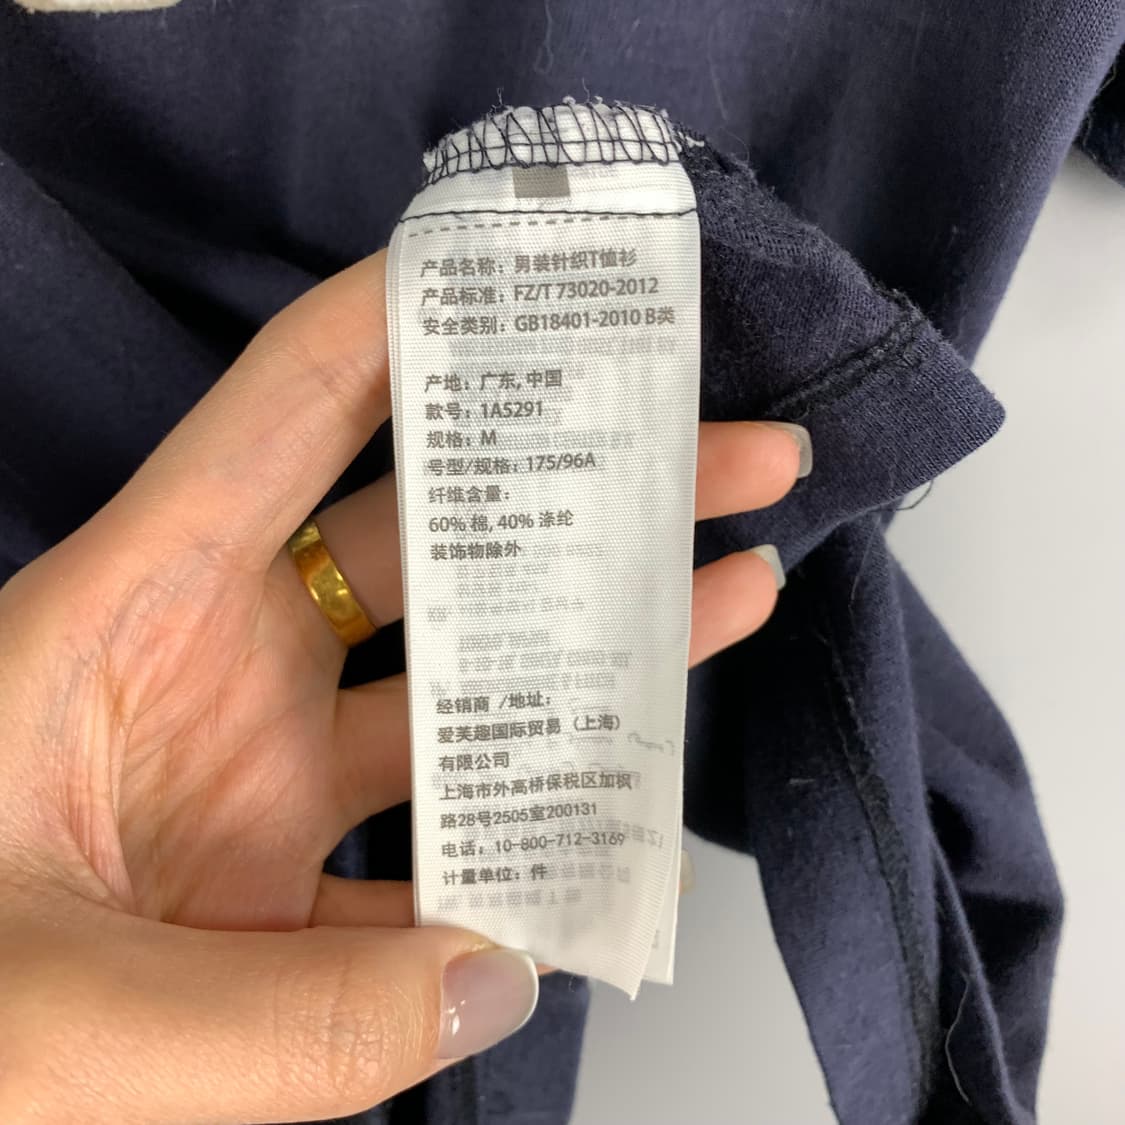 产品名称：男装针织T恤衫
产品标准：FZ/T 73020-2012
安全类别：GB18401-2010 B类
产地：广东, 中国
款号：1A5291
规格：M
号型/规格：175/96A
纤维含量：
60% 棉, 40% 涤纶
装饰物除外
经销商 /地址：
爱芙趣国际贸易（上海）
有限公司
上海市外高桥保税区加枫
路28号2505室200131
电话：10-800-712-3169
计量单位：件